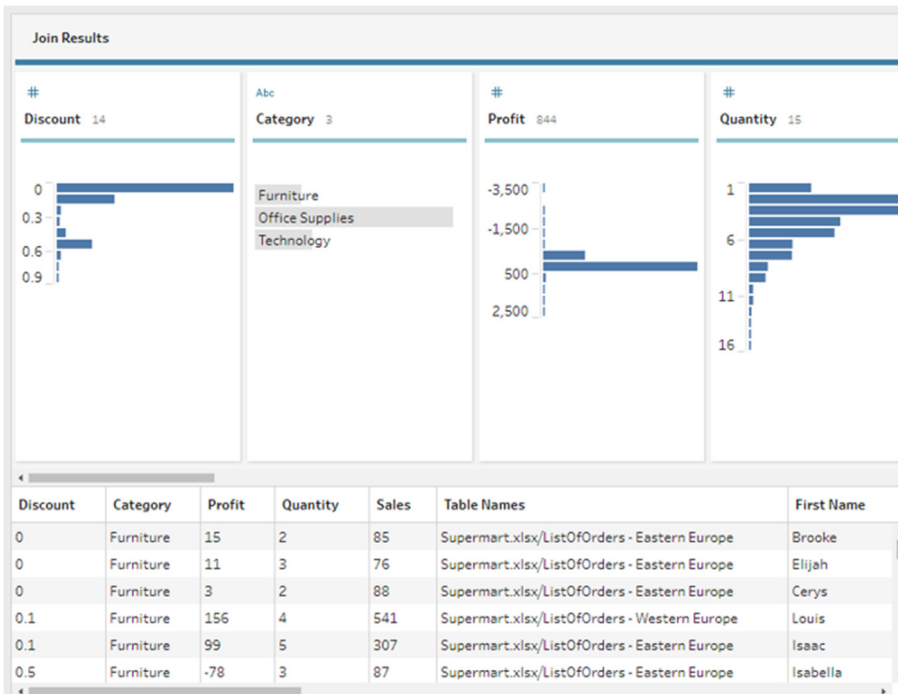 Join Results
# Abc # #
Discount 14 Category 3 Profit 844 Quantity 15
0
0.3
0.6
0.9
Furniture
Office Supplies
Technology
-3,500
-1,500
500
2,500
1
6
11
16
Discount Category Profit Quantity Sales Table Names First Name
0 Furniture 15 2 85 Supermart.xlsx/ListOfOrders - Eastern Europe Brooke
0 Furniture 11 3 76 Supermart.xlsx/ListOfOrders - Eastern Europe Elijah
0 Furniture 3 2 88 Supermart.xlsx/ListOfOrders - Eastern Europe Cerys
0.1 Furniture 156 4 541 Supermart.xlsx/ListOfOrders - Western Europe Louis
0.1 Furniture 99 5 307 Supermart.xlsx/ListOfOrders - Eastern Europe Isaac
0.5 Furniture -78 3 87 Supermart.xlsx/ListOfOrders - Eastern Europe Isabella